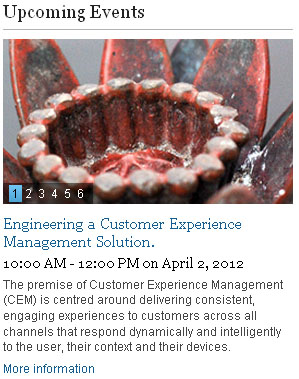 Upcoming Events
1 2 3 4 5 6
Engineering a Customer Experience
Management Solution.
10:00 AM - 12:00 PM on April 2, 2012
The premise of Customer Experience Management
(CEM) is centred around delivering consistent,
engaging experiences to customers across all
channels that respond dynamically and intelligently
to the user, their context and their devices.
More information